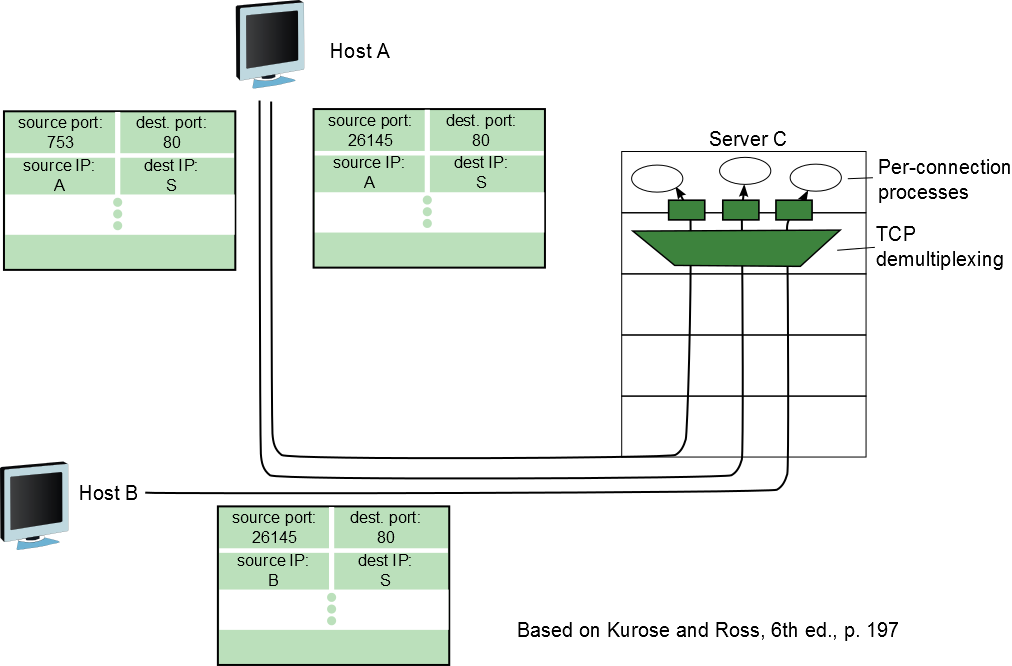 Host A
source port:
753
dest. port:
80
source IP:
A
dest IP:
S
source port:
26145
dest. port:
80
source IP:
A
dest IP:
S
Server C
Per-connection
processes
TCP
demultiplexing
Host B
source port:
26145
dest. port:
80
source IP:
B
dest IP:
S
Based on Kurose and Ross, 6th ed., p. 197